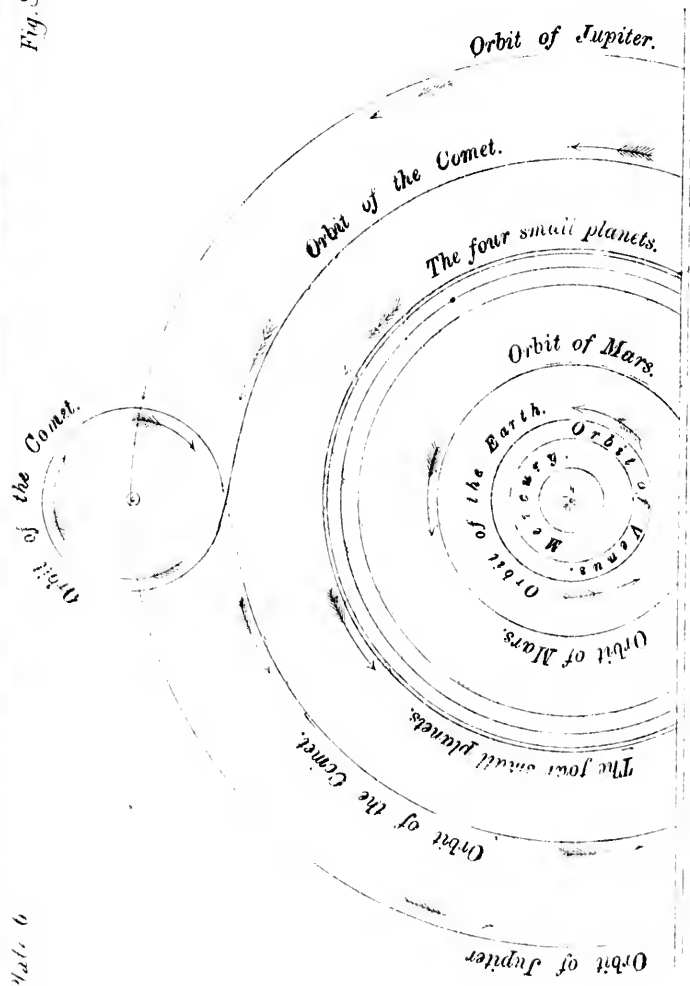 Fig.
Orbit of Jupiter.
Orbit of the Comet.
The four small planets.
Orbit of Mars.
Orbit of the Comet.
Orbit of the Earth.
Orbit of Venus.
Mercury.
Orbit of Mars.
The four small planets.
Orbit of the Comet.
Orbit of Jupiter